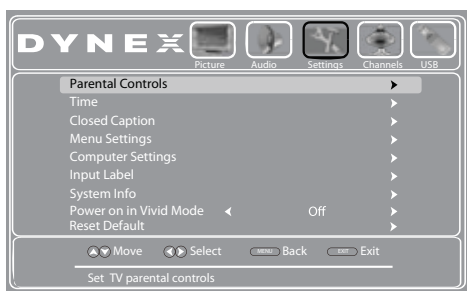 DYNEX
Picture Audio Settings Channels USB
Parental Controls
Time
Closed Caption
Menu Settings
Computer Settings
Input Label
System Info
Power on in Vivid Mode Off
Reset Default
Move Select MENU Back EXIT Exit
Set TV parental controls